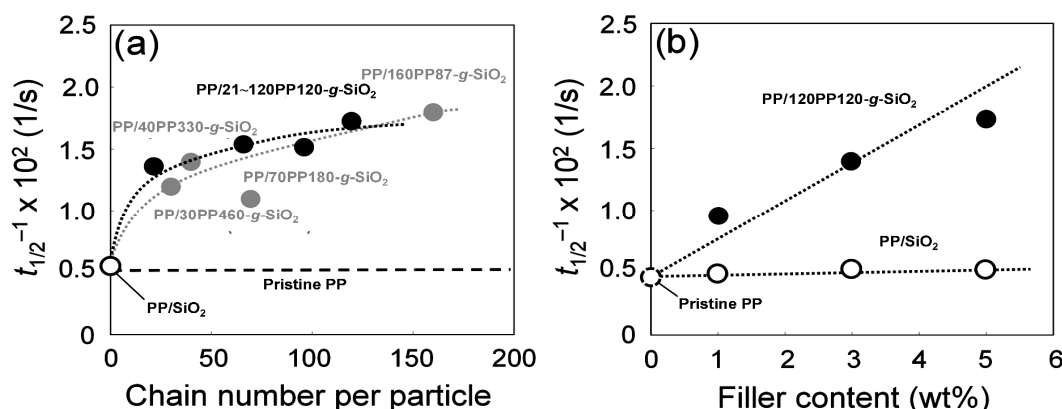 (a)
t₁/₂⁻¹ x 10² (1/s)
2.5
2.0
1.5
1.0
0.5
0
PP/160PP87-g-SiO₂
PP/21~120PP120-g-SiO₂
PP/40PP330-g-SiO₂
PP/70PP180-g-SiO₂
PP/30PP460-g-SiO₂
Pristine PP
PP/SiO₂
0 50 100 150 200
Chain number per particle
(b)
t₁/₂⁻¹ x 10² (1/s)
2.5
2.0
1.5
1.0
0.5
0
PP/120PP120-g-SiO₂
PP/SiO₂
Pristine PP
0 1 2 3 4 5 6
Filler content (wt%)